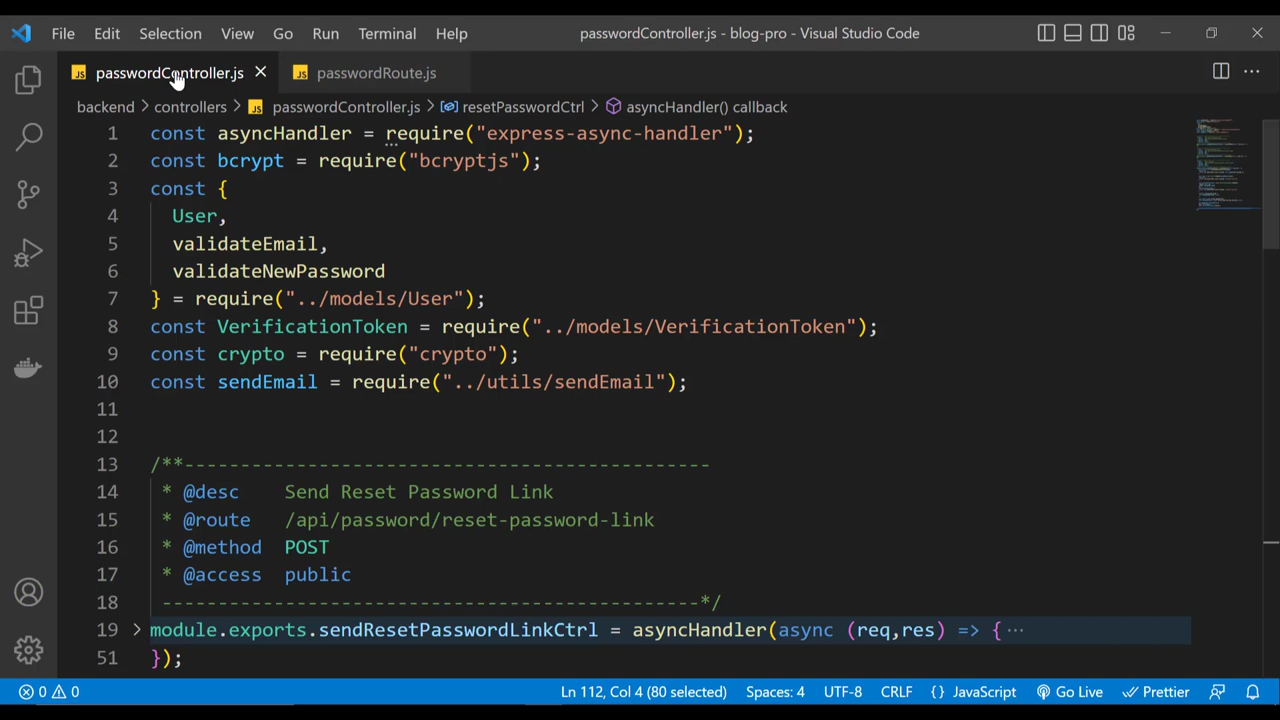 File Edit Selection View Go Run Terminal Help passwordController.js - blog-pro - Visual Studio Code
JS passwordController.js JS passwordRoute.js
backend > controllers > JS passwordController.js > resetPasswordCtrl > asyncHandler() callback
1 const asyncHandler = require("express-async-handler");
2 const bcrypt = require("bcryptjs");
3 const {
4 User,
5 validateEmail,
6 validateNewPassword
7 } = require("../models/User");
8 const VerificationToken = require("../models/VerificationToken");
9 const crypto = require("crypto");
10 const sendEmail = require("../utils/sendEmail");
11
12
13 /**-----------------------------------------------
14 * @desc Send Reset Password Link
15 * @route /api/password/reset-password-link
16 * @method POST
17 * @access public
18 ------------------------------------------------*/
19 module.exports.sendResetPasswordLinkCtrl = asyncHandler(async (req,res) => {···
51 });
0 0 Ln 112, Col 4 (80 selected) Spaces: 4 UTF-8 CRLF {} JavaScript Go Live Prettier